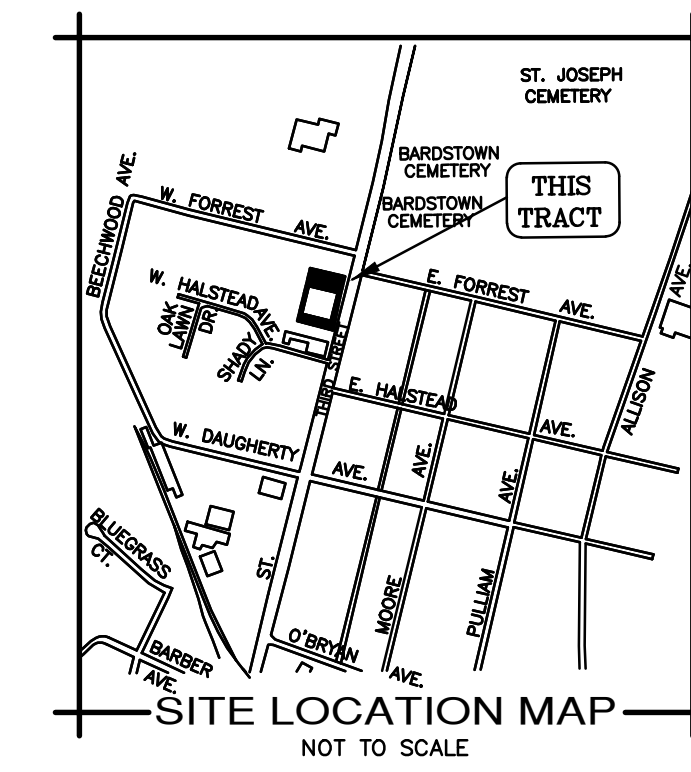 ST. JOSEPH
CEMETERY
BARDSTOWN
CEMETERY
BARDSTOWN
CEMETERY
THIS
TRACT
BEECHWOOD AVE.
W. FORREST AVE.
W. HALSTEAD AVE.
OAK
LAWN
DR.
SHADY
LN.
THIRD STREET
E. FORREST AVE.
AVE.
ALLISON
E. HALSTEAD AVE.
W. DAUGHERTY AVE.
AVE.
AVE.
BLUEGRASS
CT.
ST.
MOORE
PULLIAM
O'BRYAN AVE.
BARBER
AVE.
SITE LOCATION MAP
NOT TO SCALE